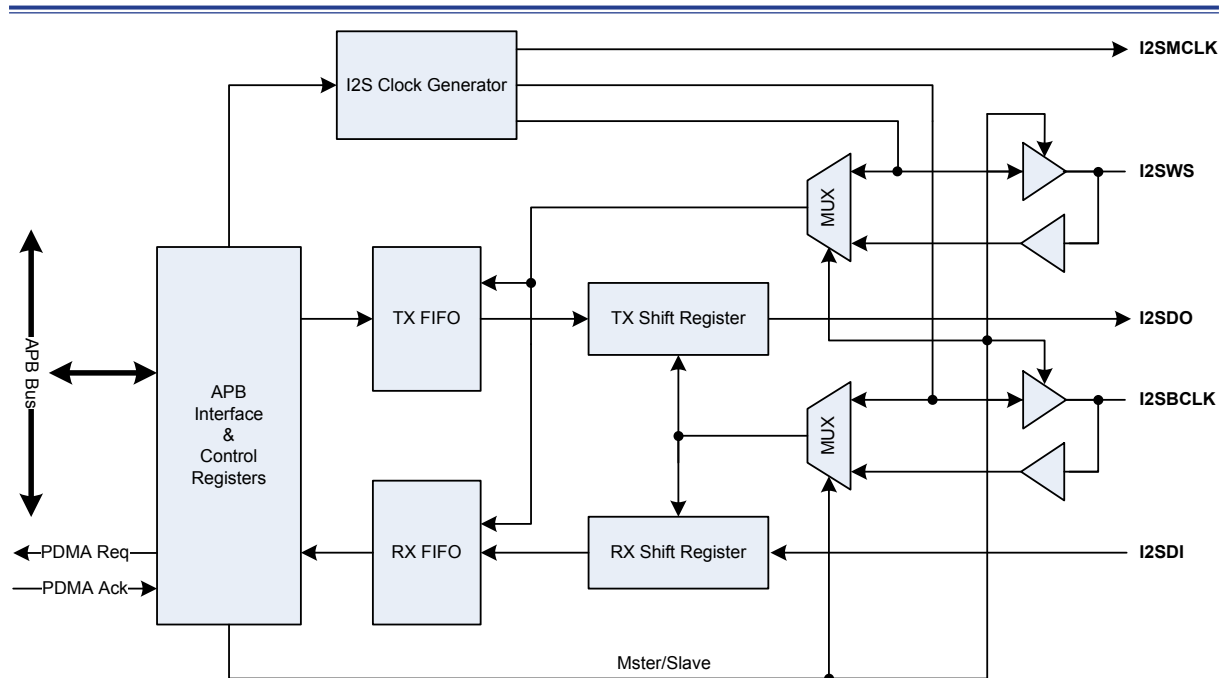 I2SMCLK
I2S Clock Generator
I2SWS
MUX
TX FIFO
TX Shift Register
I2SDO
APB Bus
APB
Interface
&
Control
Registers
MUX
I2SBCLK
PDMA Req
RX FIFO
RX Shift Register
I2SDI
PDMA Ack
Mster/Slave